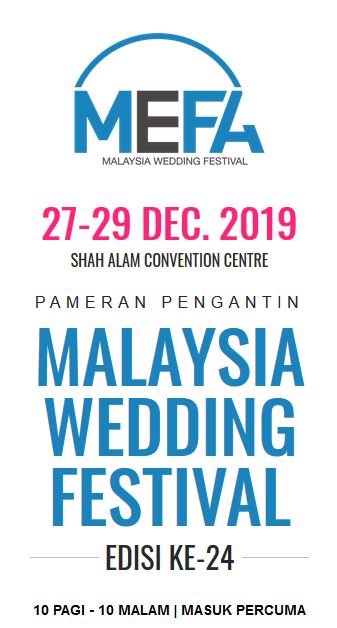 MEFA
MALAYSIA WEDDING FESTIVAL
27-29 DEC. 2019
SHAH ALAM CONVENTION CENTRE
PAMERAN PENGANTIN
MALAYSIA
WEDDING
FESTIVAL
EDISI KE-24
10 PAGI - 10 MALAM | MASUK PERCUMA